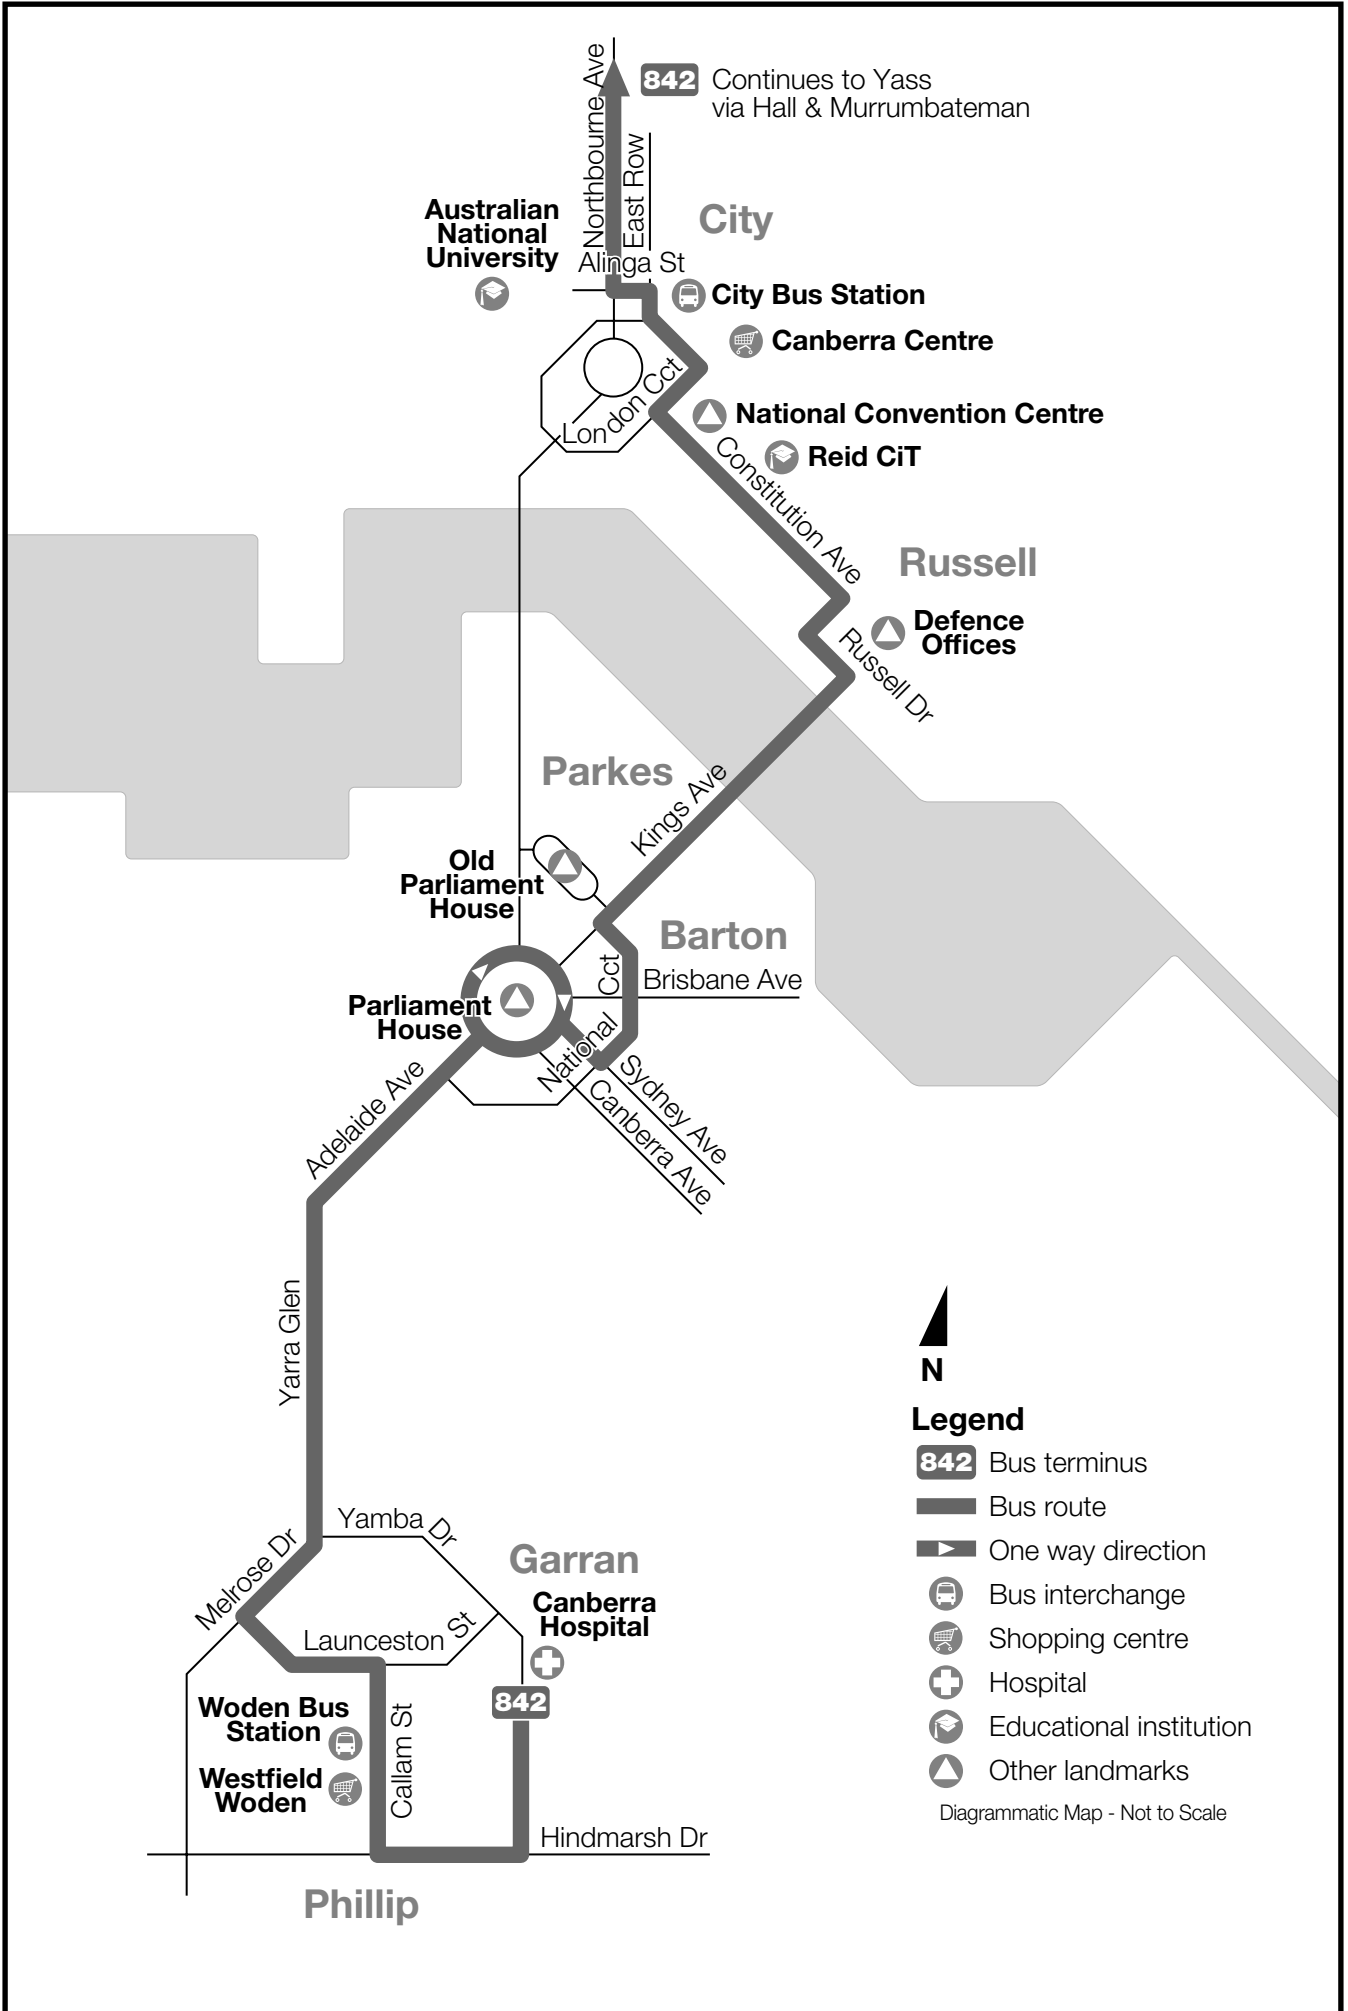 842
Continues to Yass
via Hall & Murrumbateman
Northbourne Ave
East Row
City
Australian
National
University
Alinga St
City Bus Station
Canberra Centre
London Cct
National Convention Centre
Reid CiT
Constitution Ave
Russell
Defence
Offices
Russell Dr
Parkes
Kings Ave
Old
Parliament
House
Barton
Brisbane Ave
National Cct
Parliament
House
Sydney Ave
Canberra Ave
Adelaide Ave
Yarra Glen
Yamba Dr
Melrose Dr
Garran
Canberra
Hospital
Launceston St
842
Woden Bus
Station
Callam St
Westfield
Woden
Hindmarsh Dr
Phillip
N
Legend
842 Bus terminus
Bus route
One way direction
Bus interchange
Shopping centre
Hospital
Educational institution
Other landmarks
Diagrammatic Map - Not to Scale